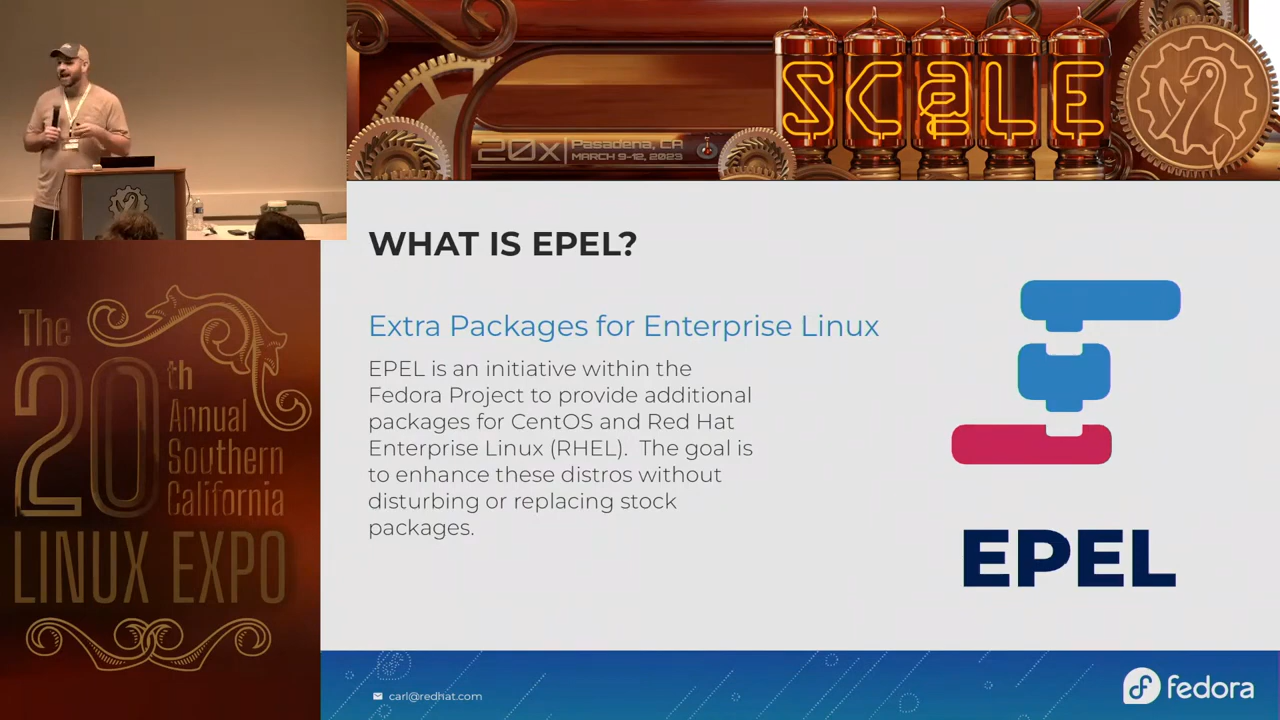 SCaLE
20x
Pasadena, CA
MARCH 9-12, 2023
The
20th
Annual
Southern
California
LINUX EXPO
WHAT IS EPEL?
Extra Packages for Enterprise Linux
EPEL is an initiative within the
Fedora Project to provide additional
packages for CentOS and Red Hat
Enterprise Linux (RHEL).  The goal is
to enhance these distros without
disturbing or replacing stock
packages.
EPEL
carl@redhat.com
fedora